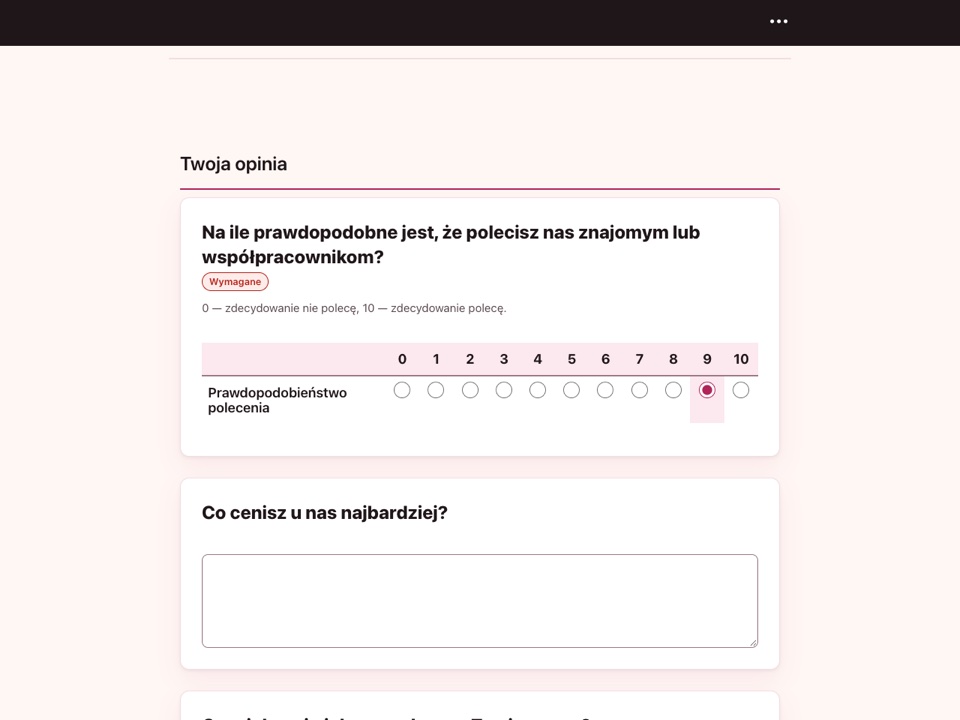 Twoja opinia
Na ile prawdopodobne jest, że polecisz nas znajomym lub
współpracownikom?
Wymagane
0 — zdecydowanie nie polecę, 10 — zdecydowanie polecę.
0 1 2 3 4 5 6 7 8 9 10
Prawdopodobieństwo
polecenia
Co cenisz u nas najbardziej?